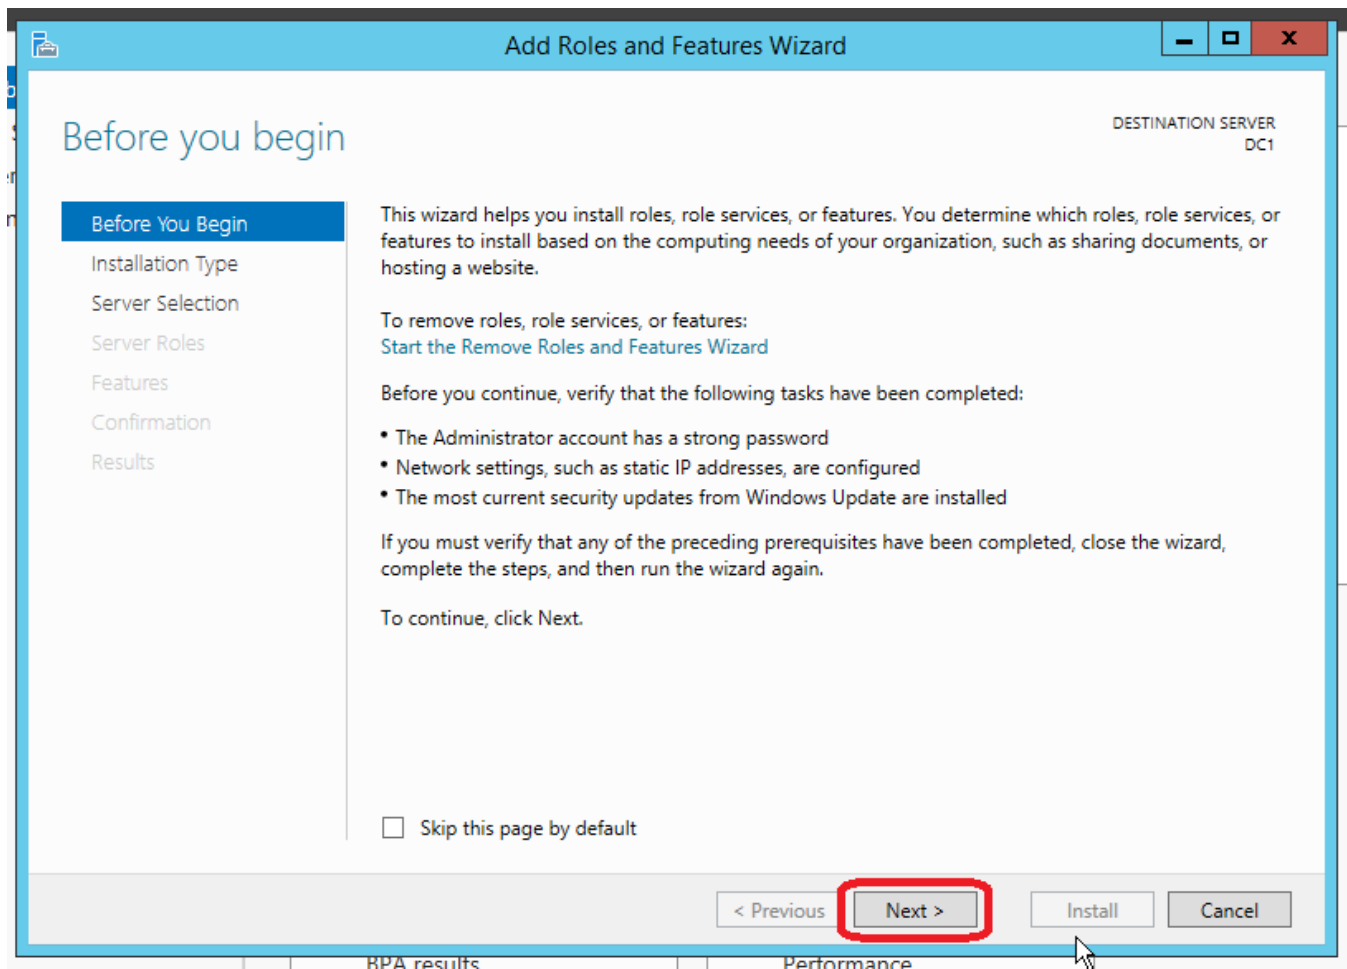 Add Roles and Features Wizard
x
Before you begin
DESTINATION SERVER
DC1
Before You Begin
Installation Type
Server Selection
Server Roles
Features
Confirmation
Results
This wizard helps you install roles, role services, or features. You determine which roles, role services, or
features to install based on the computing needs of your organization, such as sharing documents, or
hosting a website.
To remove roles, role services, or features:
Start the Remove Roles and Features Wizard
Before you continue, verify that the following tasks have been completed:
• The Administrator account has a strong password
• Network settings, such as static IP addresses, are configured
• The most current security updates from Windows Update are installed
If you must verify that any of the preceding prerequisites have been completed, close the wizard,
complete the steps, and then run the wizard again.
To continue, click Next.
Skip this page by default
< Previous
Next >
Install
Cancel
BPA results
Performance